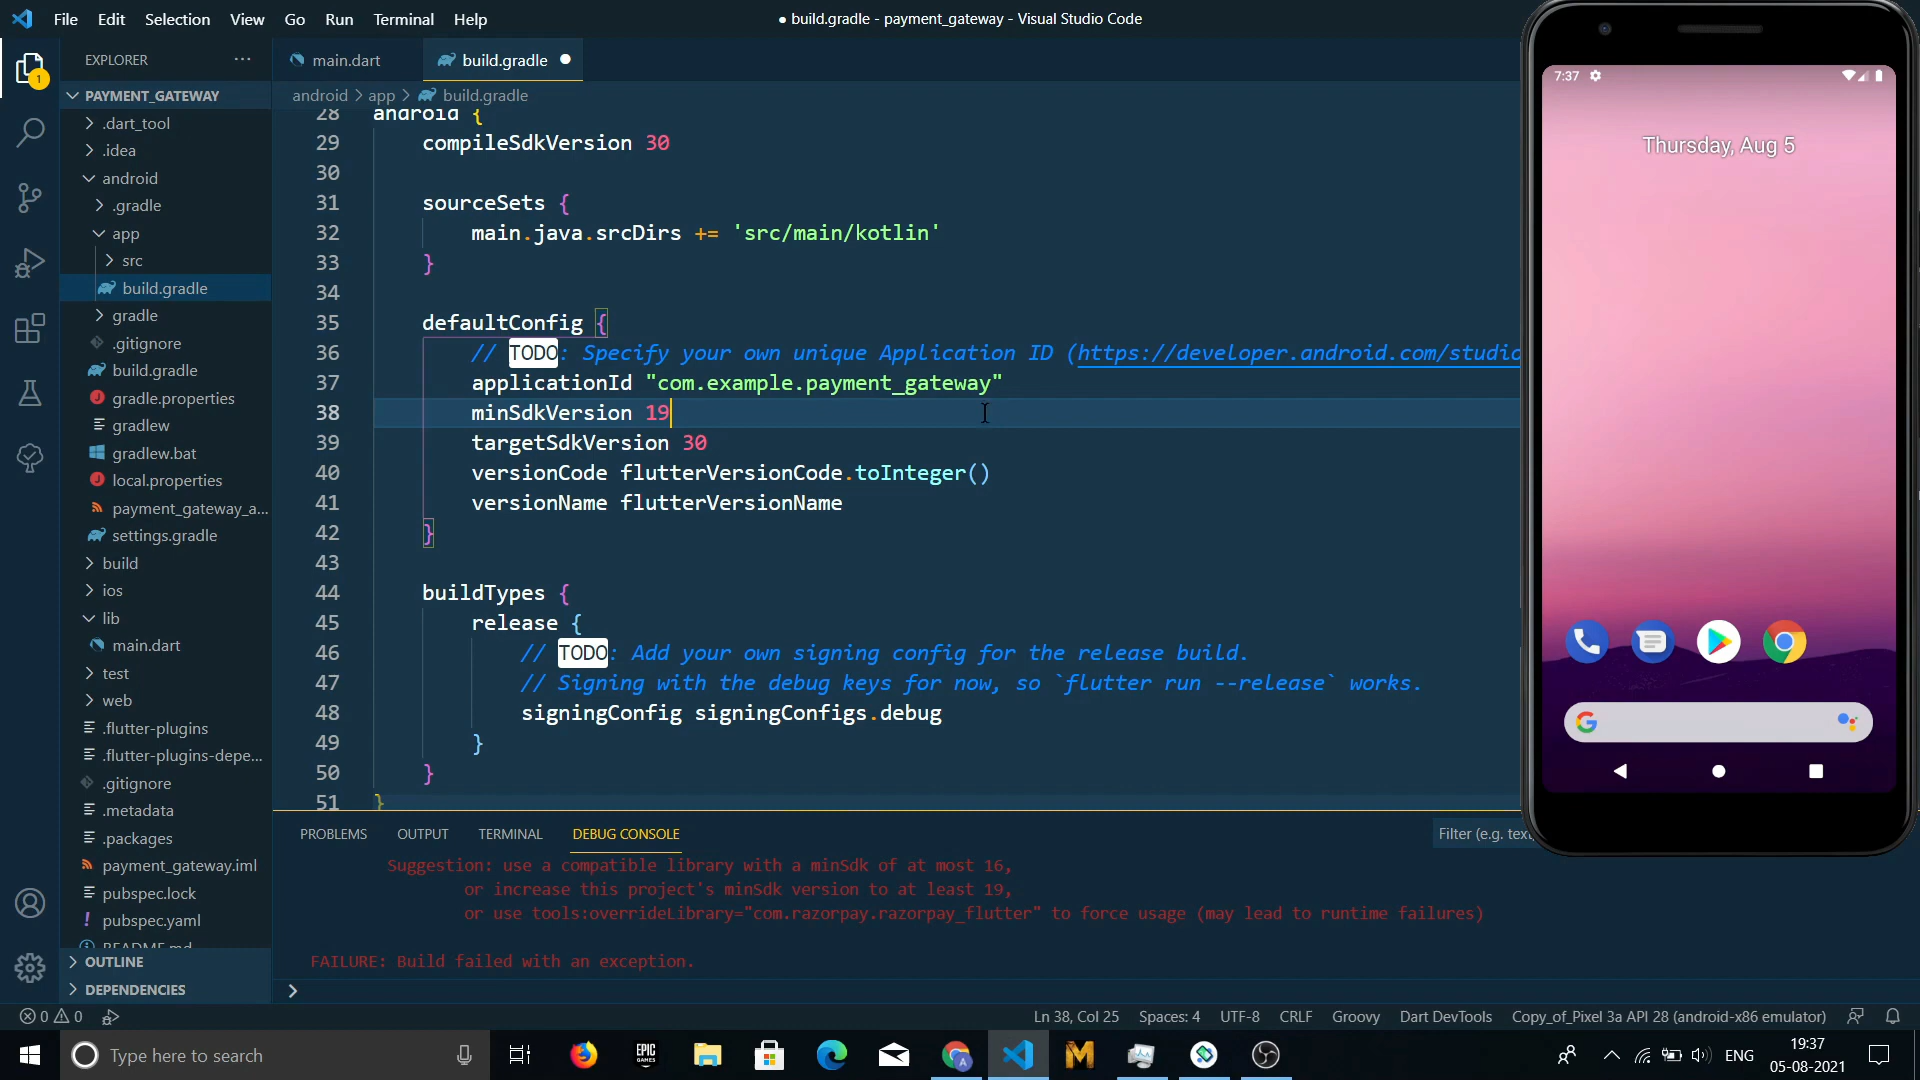 File Edit Selection View Go Run Terminal Help
● build.gradle - payment_gateway - Visual Studio Code
EXPLORER ···
main.dart
build.gradle ●
PAYMENT_GATEWAY
.dart_tool
.idea
android
.gradle
app
src
build.gradle
gradle
.gitignore
build.gradle
gradle.properties
gradlew
gradlew.bat
local.properties
payment_gateway_a...
settings.gradle
build
ios
lib
main.dart
test
web
.flutter-plugins
.flutter-plugins-depe...
.gitignore
.metadata
.packages
payment_gateway.iml
pubspec.lock
pubspec.yaml
README.md
OUTLINE
DEPENDENCIES
1
android > app > build.gradle
28 android {
29 compileSdkVersion 30
30
31 sourceSets {
32 main.java.srcDirs += 'src/main/kotlin'
33 }
34
35 defaultConfig {
36 // TODO: Specify your own unique Application ID (https://developer.android.com/studio
37 applicationId "com.example.payment_gateway"
38 minSdkVersion 19
39 targetSdkVersion 30
40 versionCode flutterVersionCode.toInteger()
41 versionName flutterVersionName
42 }
43
44 buildTypes {
45 release {
46 // TODO: Add your own signing config for the release build.
47 // Signing with the debug keys for now, so `flutter run --release` works.
48 signingConfig signingConfigs.debug
49 }
50 }
51 }
PROBLEMS OUTPUT TERMINAL DEBUG CONSOLE
Filter (e.g. text
Suggestion: use a compatible library with a minSdk of at most 16,
or increase this project's minSdk version to at least 19,
or use tools:overrideLibrary="com.razorpay.razorpay_flutter" to force usage (may lead to runtime failures)
FAILURE: Build failed with an exception.
>
0 0
Ln 38, Col 25 Spaces: 4 UTF-8 CRLF Groovy Dart DevTools Copy_of_Pixel 3a API 28 (android-x86 emulator)
7:37
Thursday, Aug 5
G
Type here to search
EPIC GAMES
A
ENG
19:37
05-08-2021